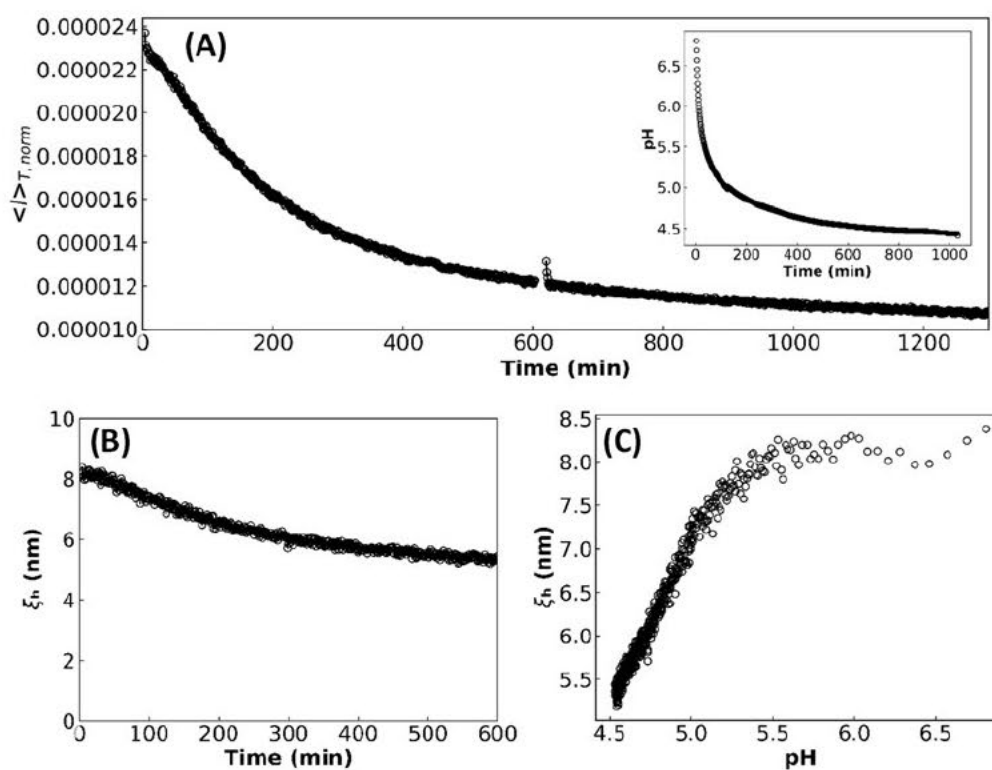 (A)
0.000024
0.000022
0.000020
0.000018
0.000016
0.000014
0.000012
0.000010
<I>T, norm
0 200 400 600 800 1000 1200
Time (min)
6.5
6.0
5.5
5.0
4.5
pH
0 200 400 600 800 1000
Time (min)
(B)
10
8
6
4
2
0
ξh (nm)
0 100 200 300 400 500 600
Time (min)
(C)
8.5
8.0
7.5
7.0
6.5
6.0
5.5
ξh (nm)
4.5 5.0 5.5 6.0 6.5
pH